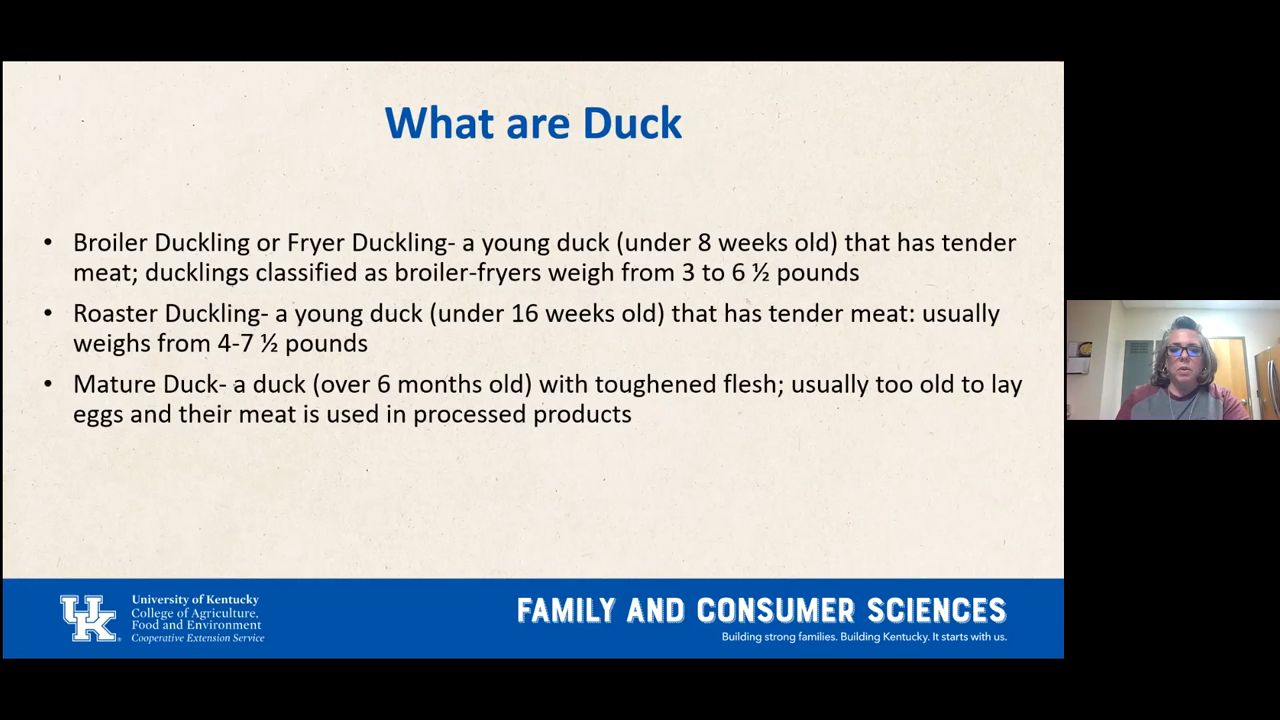 What are Duck
• Broiler Duckling or Fryer Duckling- a young duck (under 8 weeks old) that has tender
meat; ducklings classified as broiler-fryers weigh from 3 to 6 ½ pounds
• Roaster Duckling- a young duck (under 16 weeks old) that has tender meat: usually
weighs from 4-7 ½ pounds
• Mature Duck- a duck (over 6 months old) with toughened flesh; usually too old to lay
eggs and their meat is used in processed products
UK
University of Kentucky
College of Agriculture,
Food and Environment
Cooperative Extension Service
FAMILY AND CONSUMER SCIENCES
Building strong families. Building Kentucky. It starts with us.